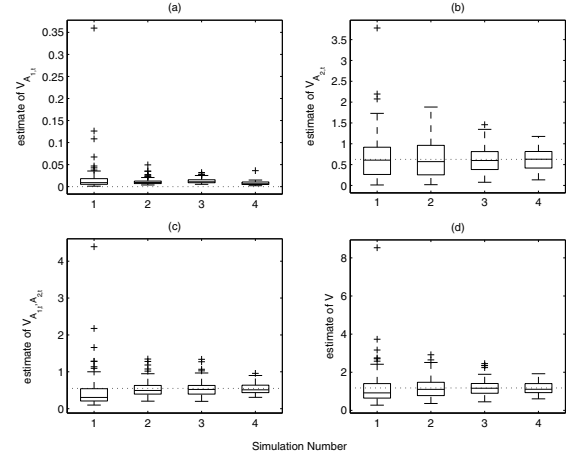 (a)
(b)
0.35
0.3
0.25
0.2
0.15
0.1
0.05
0
estimate of V_{A_{1,t}}
1 2 3 4
3.5
3
2.5
2
1.5
1
0.5
0
estimate of V_{A_{2,t}}
1 2 3 4
(c)
(d)
4
3
2
1
0
estimate of V_{A_{1,t},A_{2,t}}
1 2 3 4
8
6
4
2
0
estimate of V
1 2 3 4
Simulation Number